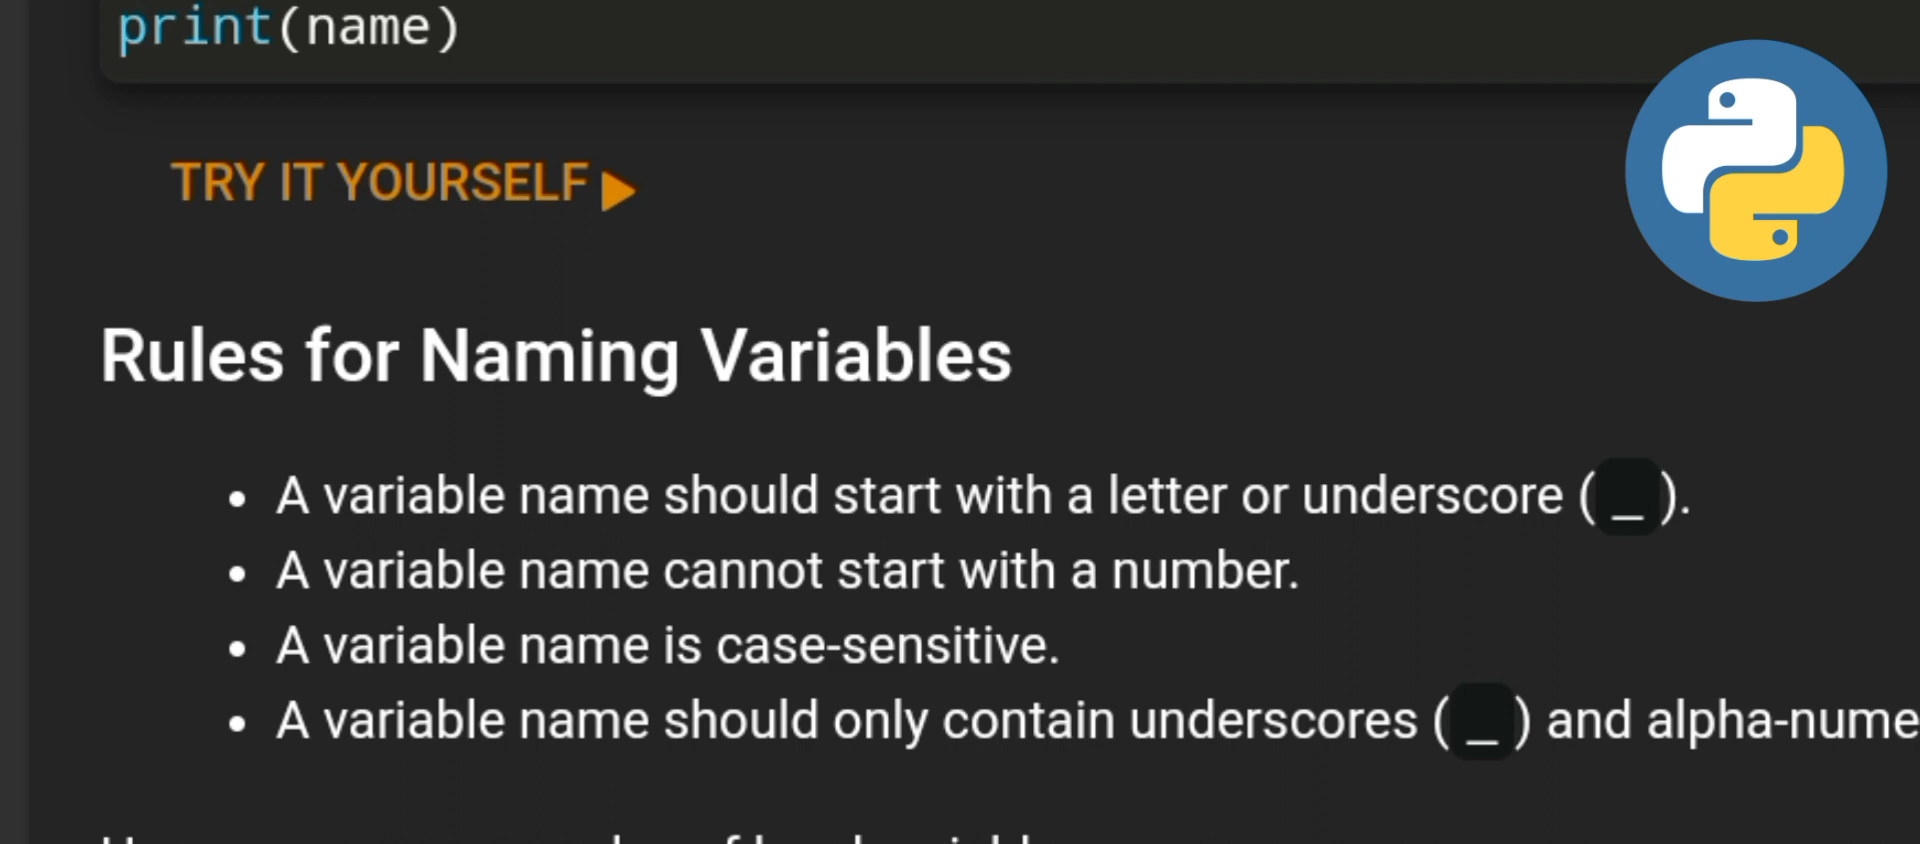 print(name)
TRY IT YOURSELF
Rules for Naming Variables
A variable name should start with a letter or underscore ( _ ).
A variable name cannot start with a number.
A variable name is case-sensitive.
A variable name should only contain underscores ( _ ) and alpha-nume